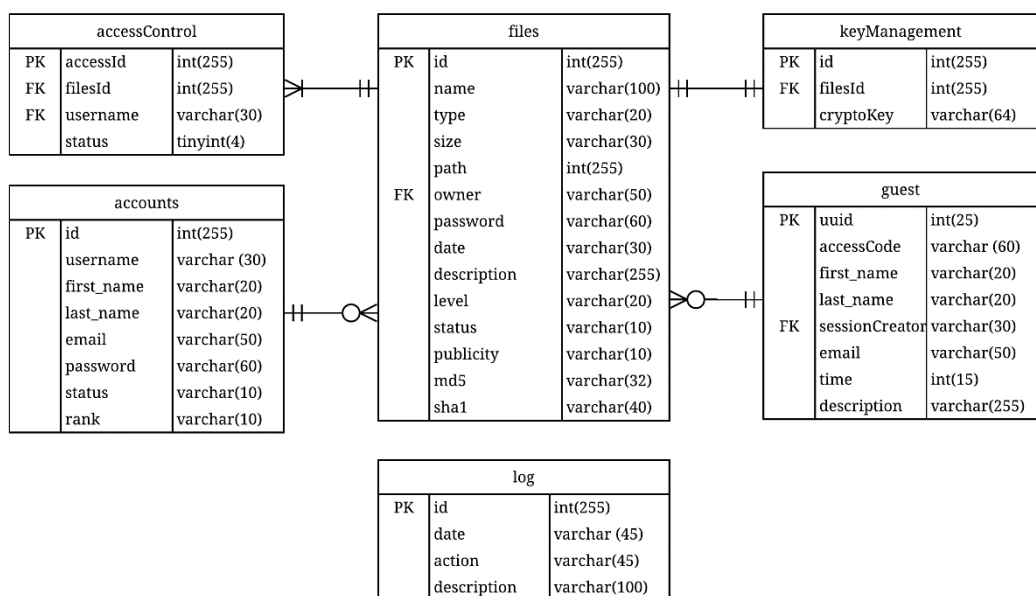 accessControl
PK accessId int(255)
FK filesId int(255)
FK username varchar(30)
status tinyint(4)
files
PK id int(255)
name varchar(100)
type varchar(20)
size varchar(30)
path int(255)
FK owner varchar(50)
password varchar(60)
date varchar(30)
description varchar(255)
level varchar(20)
status varchar(10)
publicity varchar(10)
md5 varchar(32)
sha1 varchar(40)
keyManagement
PK id int(255)
FK filesId int(255)
cryptoKey varchar(64)
accounts
PK id int(255)
username varchar (30)
first_name varchar(20)
last_name varchar(20)
email varchar(50)
password varchar(60)
status varchar(10)
rank varchar(10)
guest
PK uuid int(25)
accessCode varchar (60)
first_name varchar(20)
last_name varchar(20)
FK sessionCreator varchar(30)
email varchar(50)
time int(15)
description varchar(255)
log
PK id int(255)
date varchar (45)
action varchar(45)
description varchar(100)